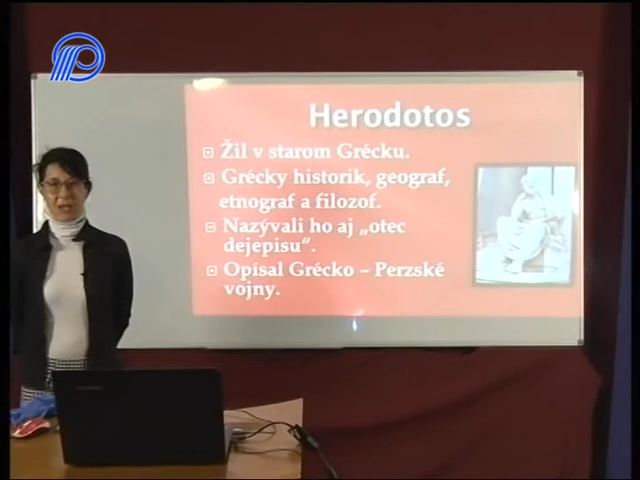 Herodotos
Žil v starom Grécku.
Grécky historik, geograf,
etnograf a filozof.
Nazývali ho aj „otec
dejepisu“.
Opísal Grécko – Perzské
vojny.